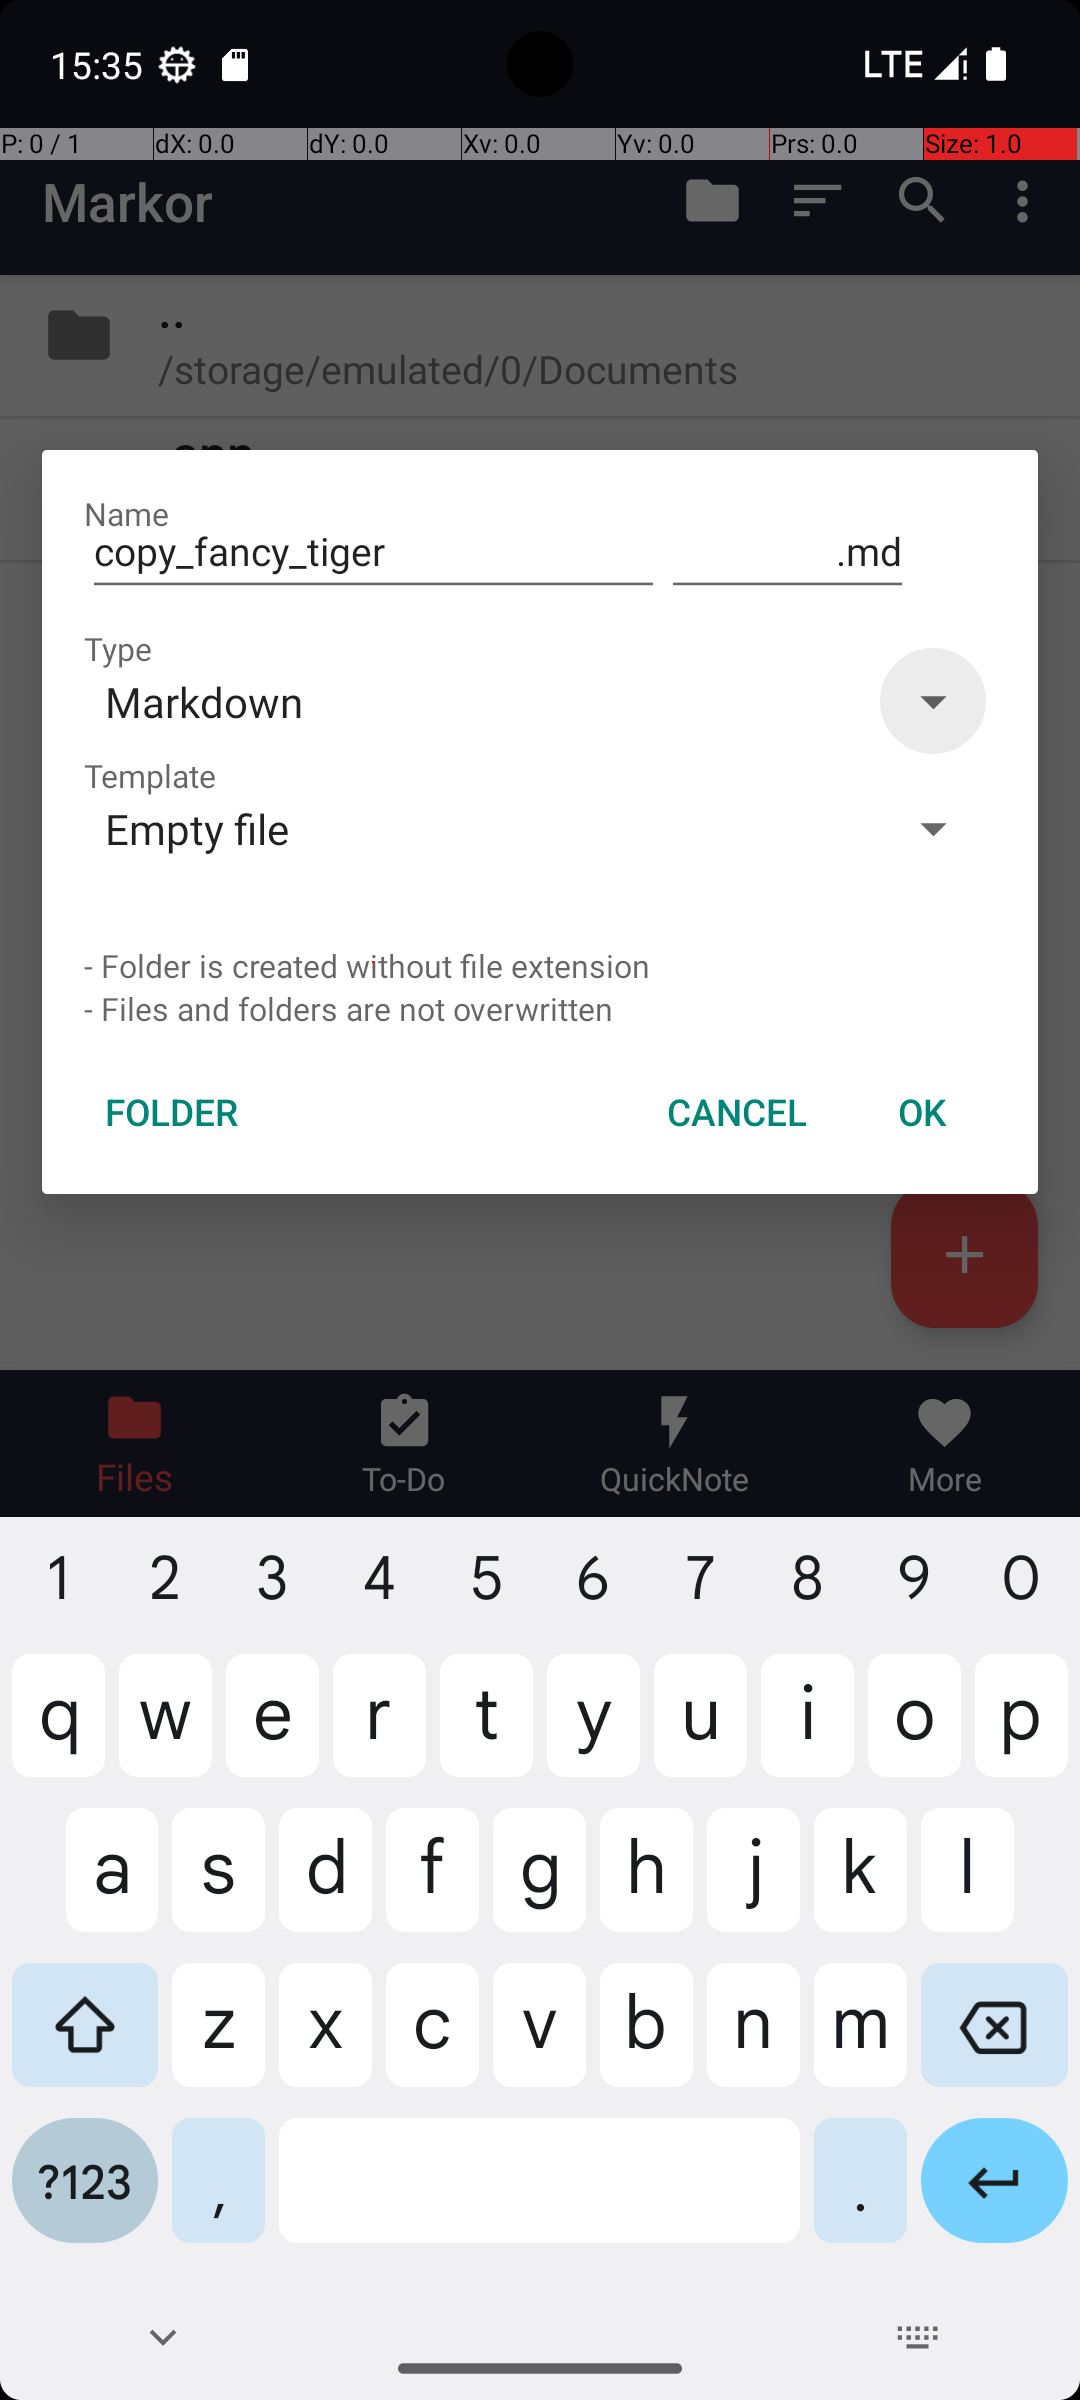 15:35
LTE
P: 0 / 1
dX: 0.0
dY: 0.0
Xv: 0.0
Yv: 0.0
Prs: 0.0
Size: 1.0
Markor
..
/storage/emulated/0/Documents
Name
copy_fancy_tiger
.md
Type
Markdown
Template
Empty file
- Folder is created without file extension
- Files and folders are not overwritten
FOLDER
CANCEL
OK
Files
To-Do
QuickNote
More
1 2 3 4 5 6 7 8 9 0
q w e r t y u i o p
a s d f g h j k l
z x c v b n m
?123 , .